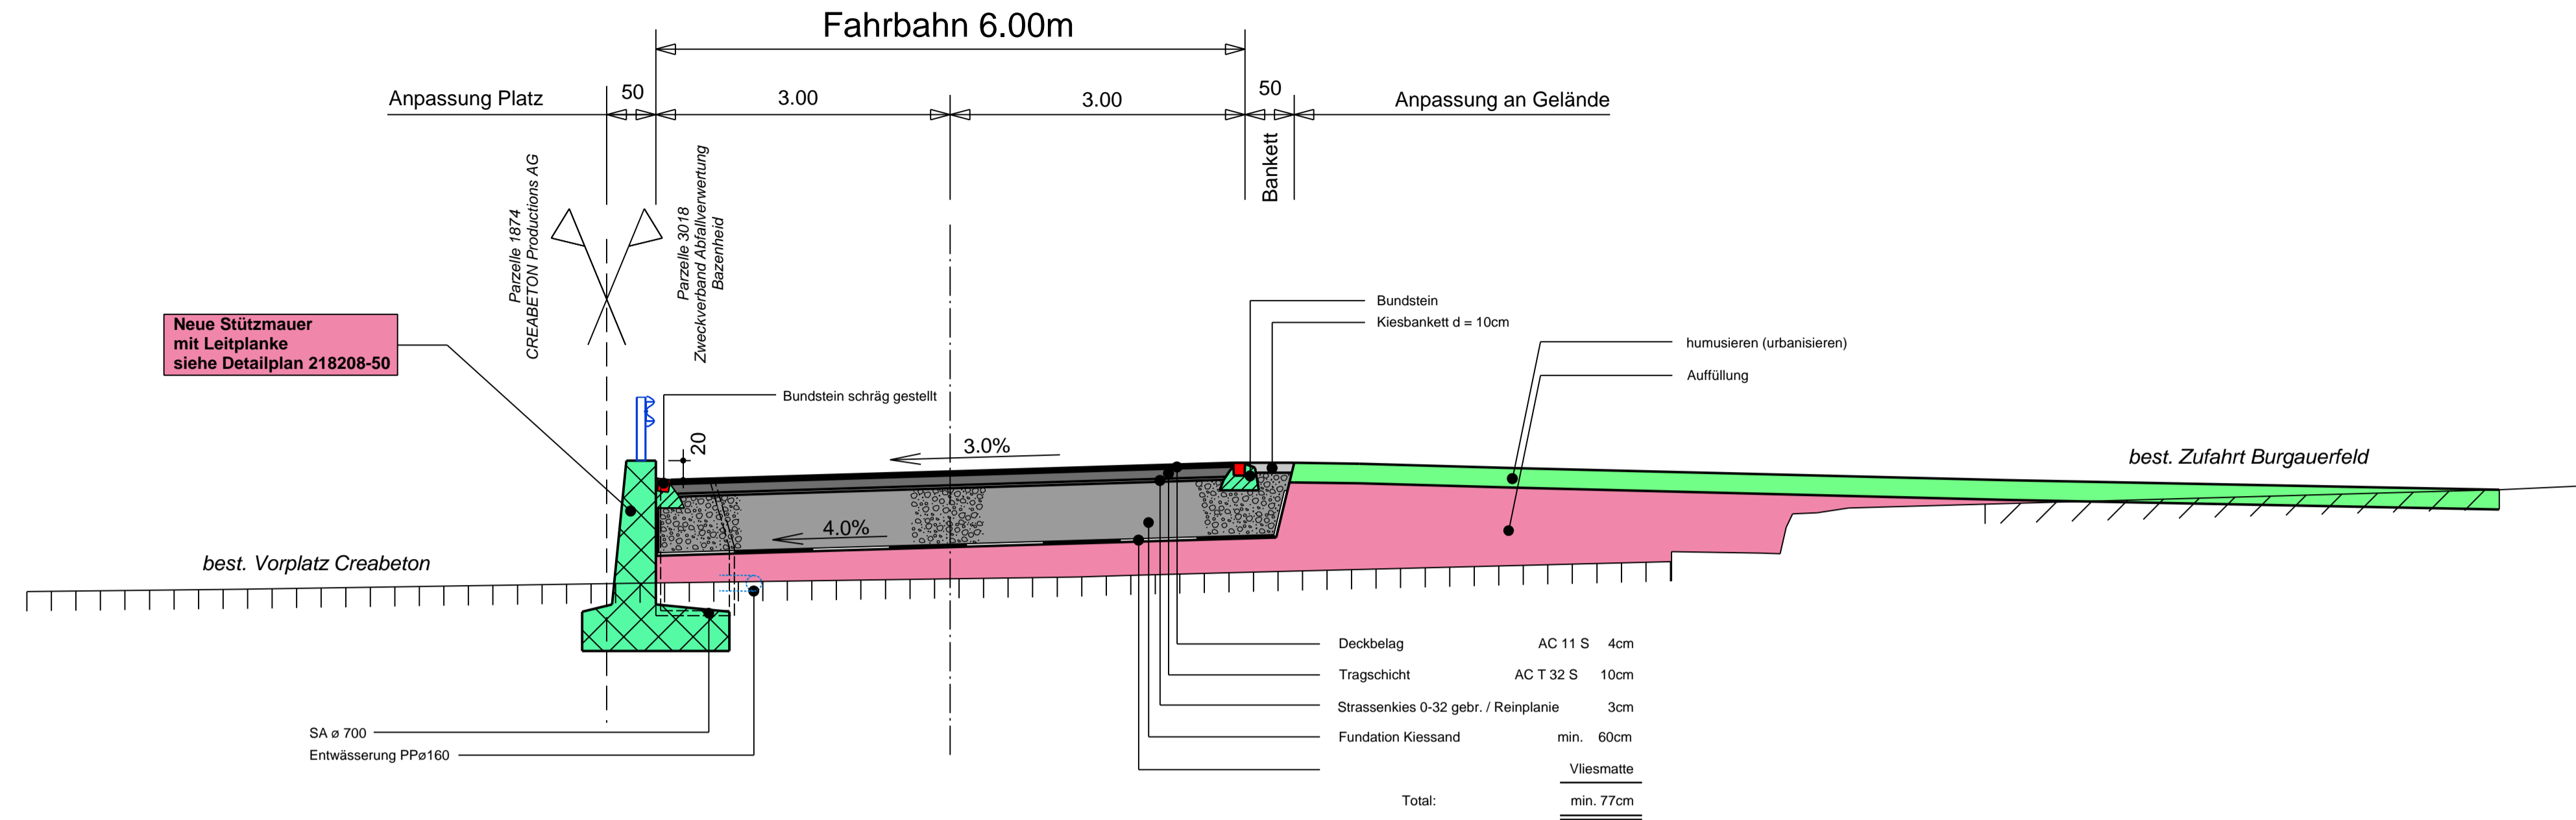 Fahrbahn 6.00m
Anpassung Platz
50
3.00
3.00
50
Anpassung an Gelände
Bankett
Parzelle 1874
CREABETON Productions AG
Parzelle 3018
Zweckverband Abfallverwertung
Bazenheid
Neue Stützmauer
mit Leitplanke
siehe Detailplan 218208-50
Bundstein
Kiesbankett d = 10cm
humusieren (urbanisieren)
Auffüllung
Bundstein schräg gestellt
20
3.0%
4.0%
best. Zufahrt Burgauerfeld
best. Vorplatz Creabeton
Deckbelag AC 11 S 4cm
Tragschicht AC T 32 S 10cm
Strassenkies 0-32 gebr. / Reinplanie 3cm
Fundation Kiessand min. 60cm
Vliesmatte
Total: min. 77cm
SA ø 700
Entwässerung PPø160